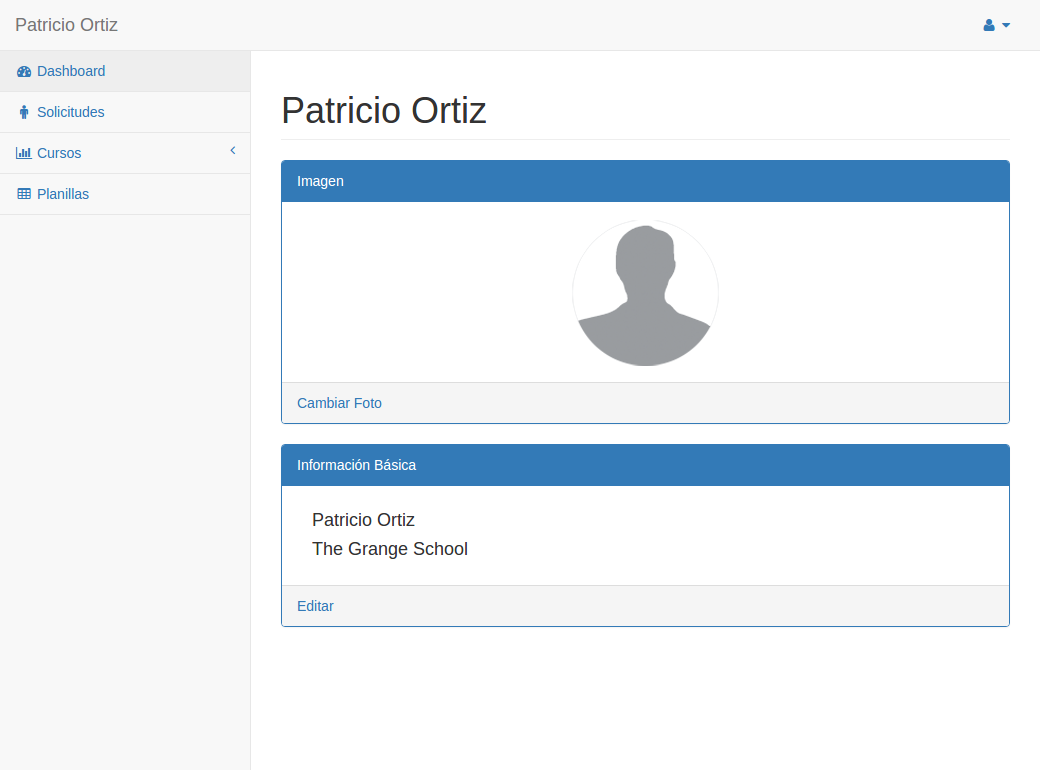 Patricio Ortiz
Dashboard
Solicitudes
Cursos
Planillas
Patricio Ortiz
Imagen
Cambiar Foto
Información Básica
Patricio Ortiz
The Grange School
Editar